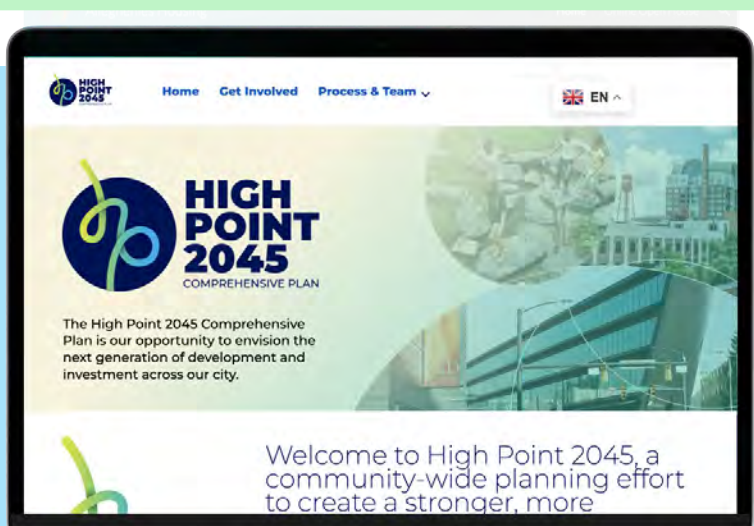 HIGH
POINT
2045
Home Get Involved Process & Team
EN
HIGH
POINT
2045
COMPREHENSIVE PLAN
The High Point 2045 Comprehensive
Plan is our opportunity to envision the
next generation of development and
investment across our city.
Welcome to High Point 2045, a
community-wide planning effort
to create a stronger, more